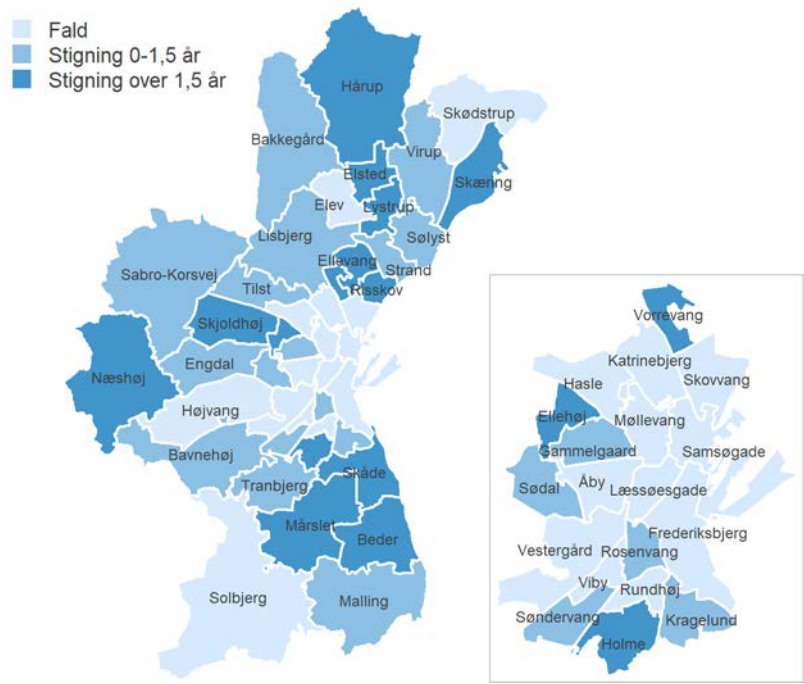 Fald
Stigning 0-1,5 år
Stigning over 1,5 år
Hårup
Skødstrup
Bakkegård
Virup
Elsted
Skæring
Elev
Lystrup
Lisbjerg
Sølyst
Ellevang
Strand
Sabro-Korsvej
Tilst
Risskov
Skjoldhøj
Næshøj
Engdal
Højvang
Bavnehøj
Skåde
Tranbjerg
Mårslet
Beder
Solbjerg
Malling
Vorrevang
Katrinebjerg
Skovvang
Hasle
Ellehøj
Møllevang
Gammelgaard
Samsøgade
Sødal
Åby
Læssøesgade
Frederiksbjerg
Vestergård
Rosenvang
Viby
Rundhøj
Søndervang
Kragelund
Holme